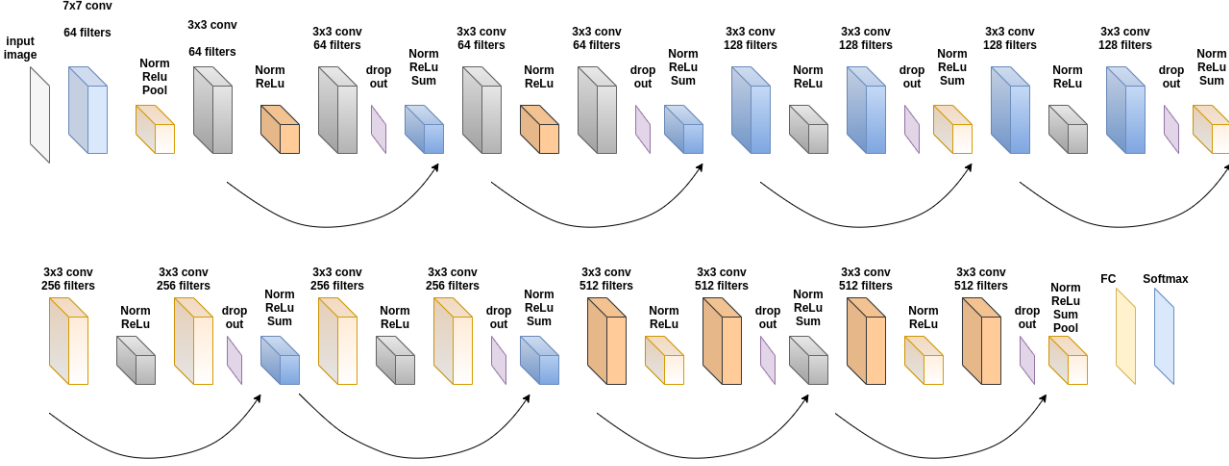 input
image
7x7 conv
64 filters
Norm
Relu
Pool
3x3 conv
64 filters
Norm
ReLu
3x3 conv
64 filters
drop
out
Norm
ReLu
Sum
3x3 conv
64 filters
Norm
ReLu
3x3 conv
64 filters
drop
out
Norm
ReLu
Sum
3x3 conv
128 filters
Norm
ReLu
3x3 conv
128 filters
drop
out
Norm
ReLu
Sum
3x3 conv
128 filters
Norm
ReLu
3x3 conv
128 filters
drop
out
Norm
ReLu
Sum
3x3 conv
256 filters
Norm
ReLu
3x3 conv
256 filters
drop
out
Norm
ReLu
Sum
3x3 conv
256 filters
Norm
ReLu
3x3 conv
256 filters
drop
out
Norm
ReLu
Sum
3x3 conv
512 filters
Norm
ReLu
3x3 conv
512 filters
drop
out
Norm
ReLu
Sum
3x3 conv
512 filters
Norm
ReLu
3x3 conv
512 filters
drop
out
Norm
ReLu
Sum
Pool
FC
Softmax